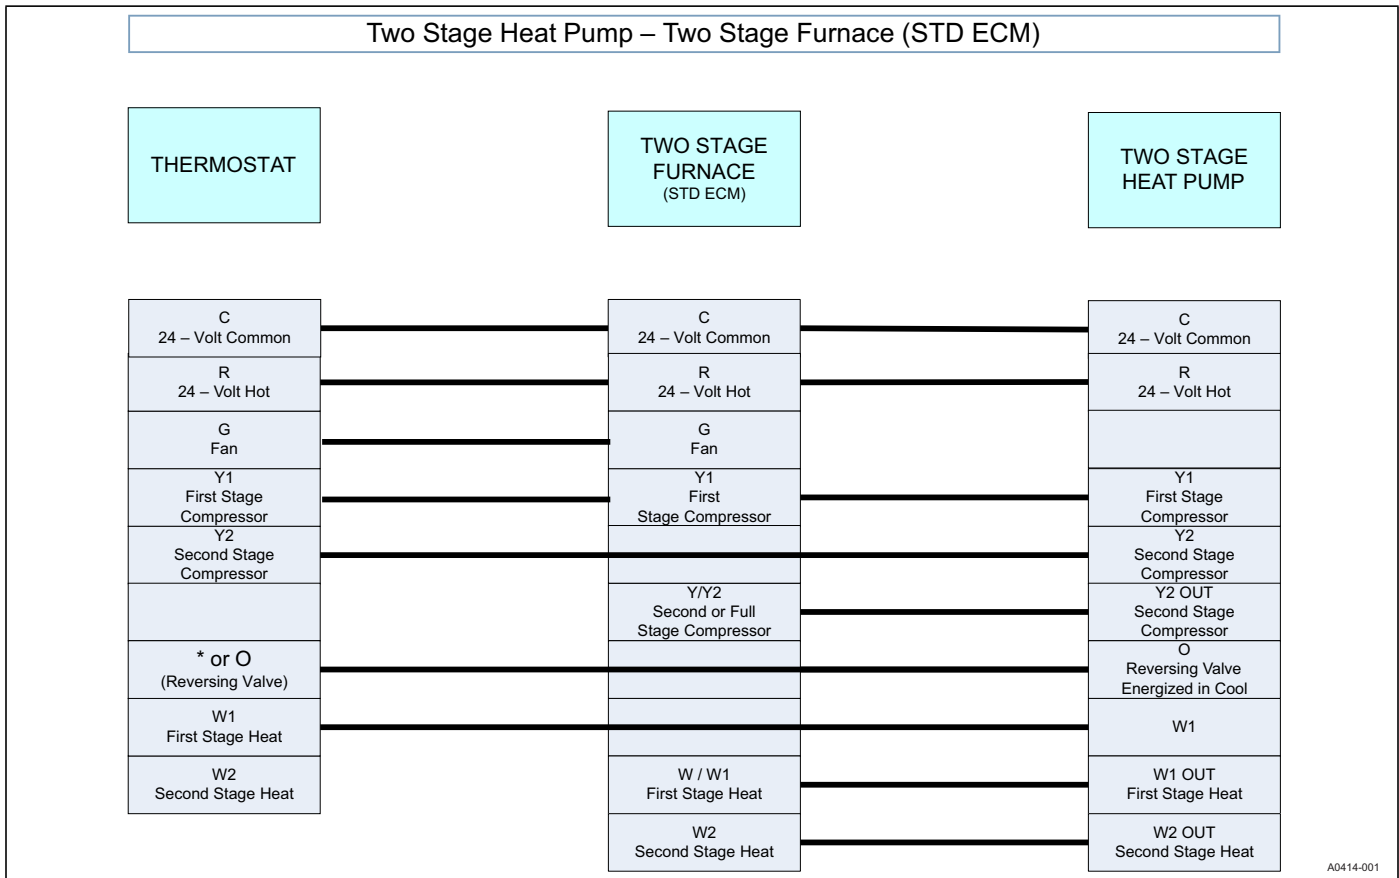 Two Stage Heat Pump – Two Stage Furnace (STD ECM)
THERMOSTAT
TWO STAGE
FURNACE
(STD ECM)
TWO STAGE
HEAT PUMP
C
24 – Volt Common
R
24 – Volt Hot
G
Fan
Y1
First Stage
Compressor
Y2
Second Stage
Compressor
* or O
(Reversing Valve)
W1
First Stage Heat
W2
Second Stage Heat
C
24 – Volt Common
R
24 – Volt Hot
G
Fan
Y1
First
Stage Compressor
Y/Y2
Second or Full
Stage Compressor
W / W1
First Stage Heat
W2
Second Stage Heat
C
24 – Volt Common
R
24 – Volt Hot
Y1
First Stage
Compressor
Y2
Second Stage
Compressor
Y2 OUT
Second Stage
Compressor
O
Reversing Valve
Energized in Cool
W1
W1 OUT
First Stage Heat
W2 OUT
Second Stage Heat
A0414-001